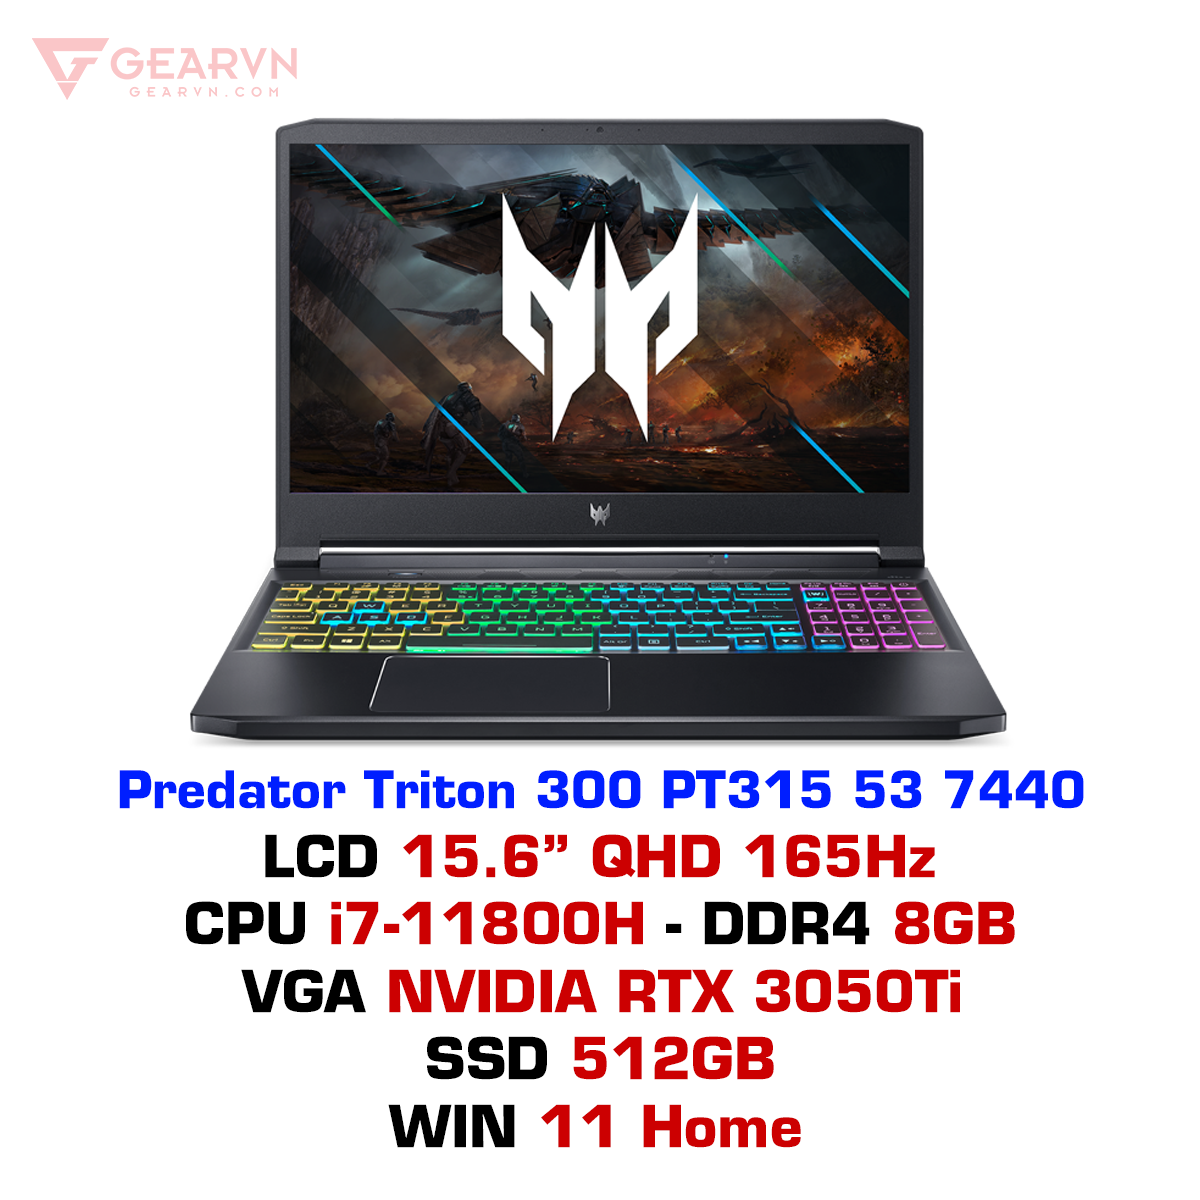 GEARVN
GEARVN.COM
Predator Triton 300 PT315 53 7440
LCD 15.6” QHD 165Hz
CPU i7-11800H - DDR4 8GB
VGA NVIDIA RTX 3050Ti
SSD 512GB
WIN 11 Home